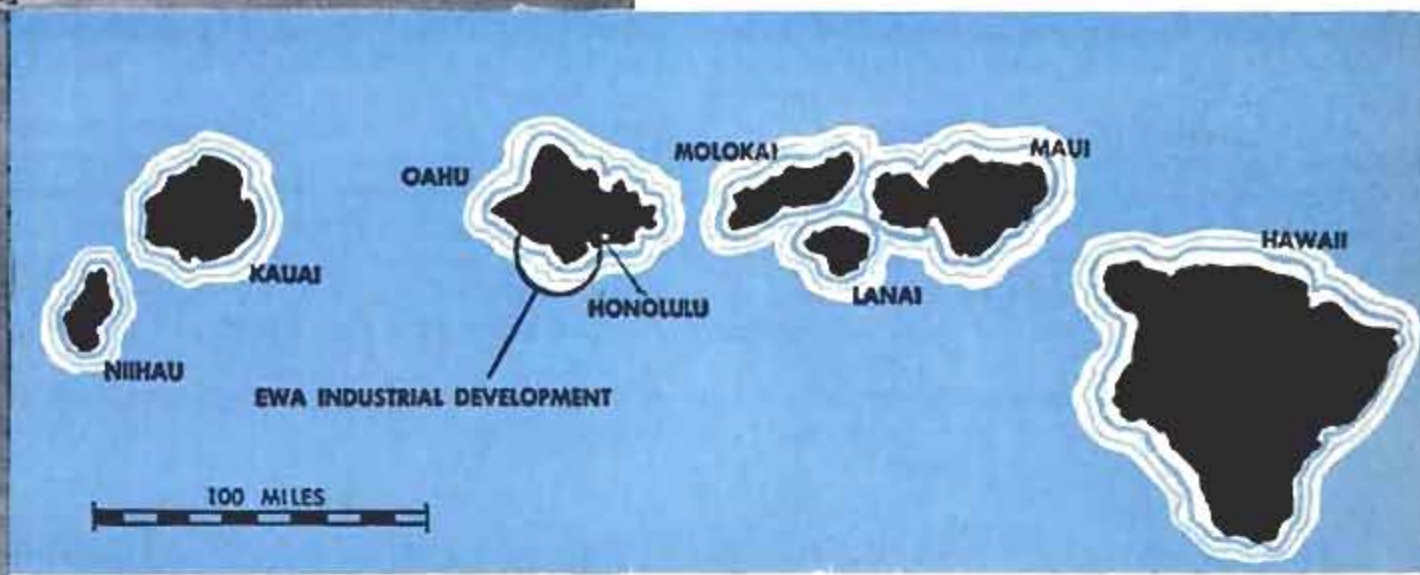 OAHU
MOLOKAI
MAUI
HAWAII
KAUAI
LANAI
HONOLULU
NIIHAU
EWA INDUSTRIAL DEVELOPMENT
100 MILES